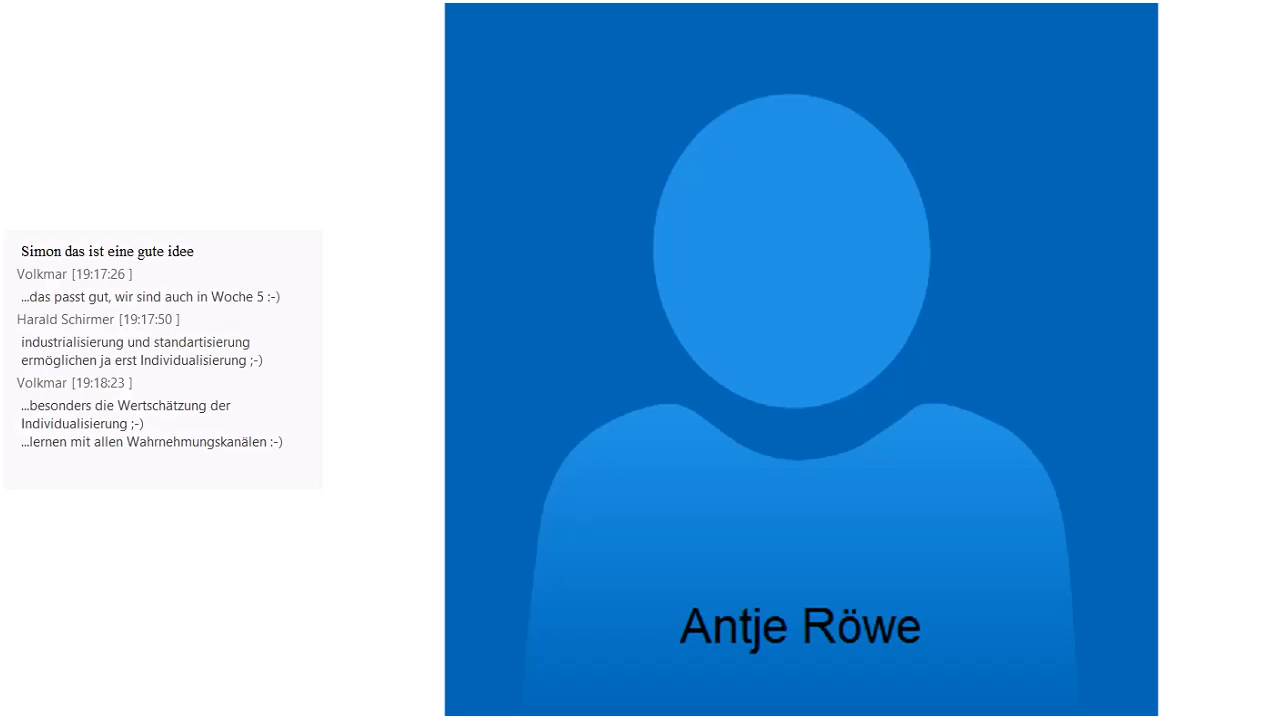 Simon das ist eine gute idee
Volkmar [19:17:26 ]
...das passt gut, wir sind auch in Woche 5 :-)
Harald Schirmer [19:17:50 ]
industrialisierung und standartisierung
ermöglichen ja erst Individualisierung ;-)
Volkmar [19:18:23 ]
...besonders die Wertschätzung der
Individualisierung ;-)
...lernen mit allen Wahrnehmungskanälen :-)
Antje Röwe